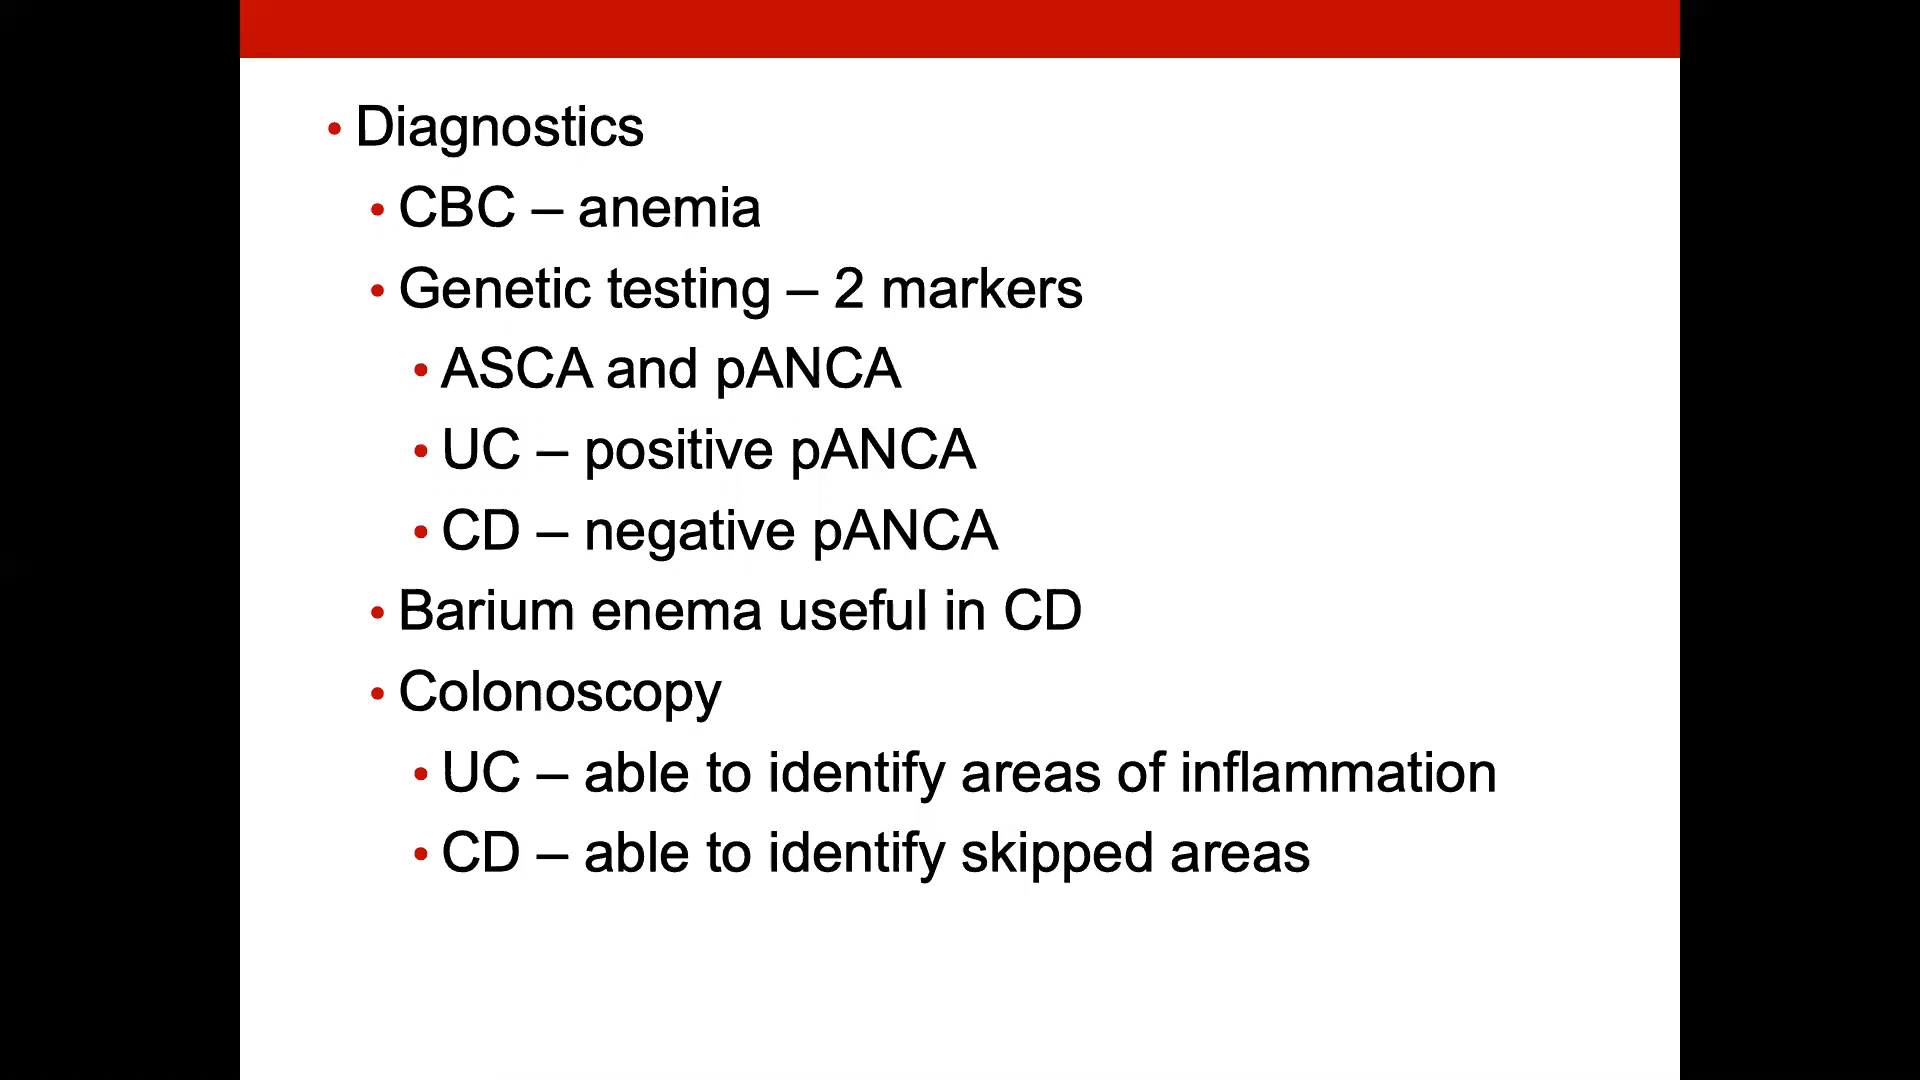 • Diagnostics
• CBC – anemia
• Genetic testing – 2 markers
• ASCA and pANCA
• UC – positive pANCA
• CD – negative pANCA
• Barium enema useful in CD
• Colonoscopy
• UC – able to identify areas of inflammation
• CD – able to identify skipped areas